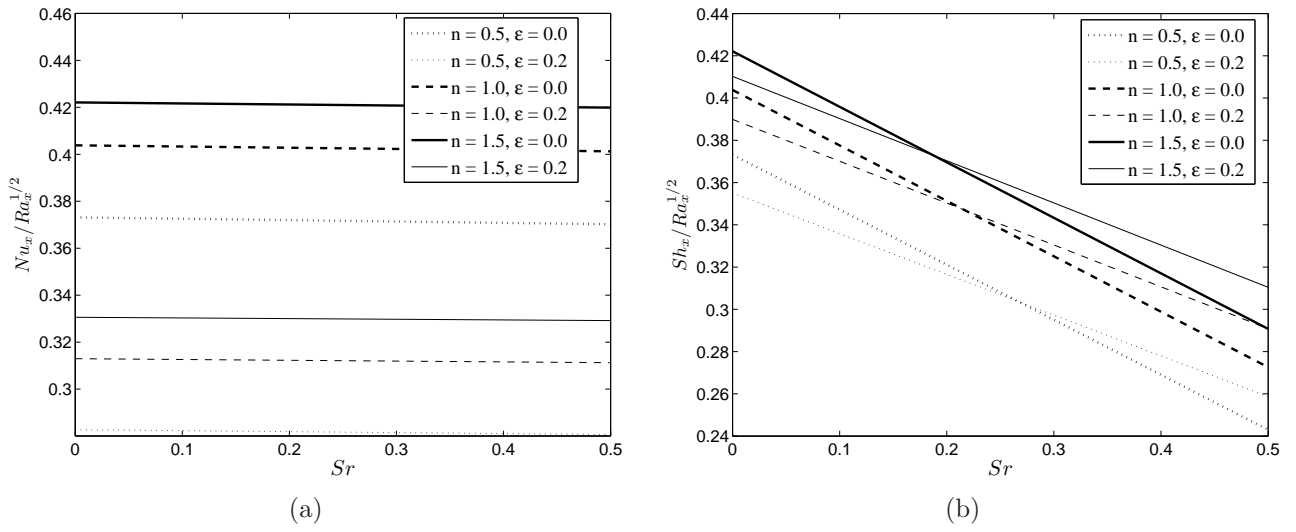 0.46
0.44
0.42
0.4
0.38
0.36
0.34
0.32
0.3
Nu_x/Ra_x^{1/2}
n = 0.5, ε = 0.0
n = 0.5, ε = 0.2
n = 1.0, ε = 0.0
n = 1.0, ε = 0.2
n = 1.5, ε = 0.0
n = 1.5, ε = 0.2
0 0.1 0.2 0.3 0.4 0.5
Sr
(a)
0.44
0.42
0.4
0.38
0.36
0.34
0.32
0.3
0.28
0.26
0.24
Sh_x/Ra_x^{1/2}
n = 0.5, ε = 0.0
n = 0.5, ε = 0.2
n = 1.0, ε = 0.0
n = 1.0, ε = 0.2
n = 1.5, ε = 0.0
n = 1.5, ε = 0.2
0 0.1 0.2 0.3 0.4 0.5
Sr
(b)